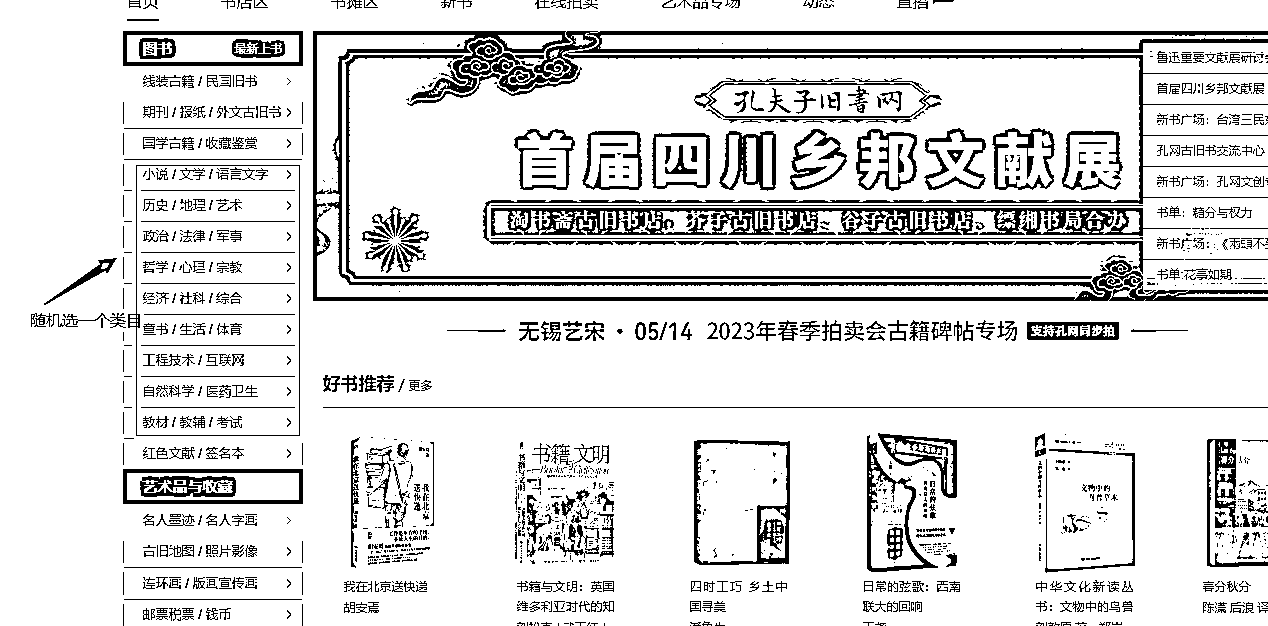 首页 书店区 书摊区 新书 在线拍卖 艺术品专场 动态
图书 最新上书
线装古籍 / 民国旧书
期刊 / 报纸 / 外文古旧书
国学古籍 / 收藏鉴赏
小说 / 文学 / 语言文字
历史 / 地理 / 艺术
政治 / 法律 / 军事
哲学 / 心理 / 宗教
经济 / 社科 / 综合
随机选一个类目
童书 / 生活 / 体育
工程技术 / 互联网
自然科学 / 医药卫生
教材 / 教辅 / 考试
红色文献 / 签名本
艺术品与收藏
名人墨迹 / 名人字画
古旧地图 / 照片影像
连环画 / 版画宣传画
邮票税票 / 钱币
孔夫子旧書网
首届四川乡邦文献展
淘书斋古旧书店、芥子古旧书店、谷子古旧书店、缥缃书局合办
鲁迅重要文献展研讨
首届四川乡邦文献展
新书广场：台湾三民
孔网古旧书交流中心
新书广场：孔网文创
书单：糖分与权力
新书广场：《雨頭不
书单:花亭如期
无锡艺宋 · 05/14 2023年春季拍卖会古籍碑帖专场 支持孔网同步拍
好书推荐 / 更多
书籍 文明
文物中的
鸟兽草木
我在北京送快递
胡安焉
书籍与文明：英国
维多利亚时代的知
四时工巧 乡土中
国寻美
日常的弦歌：西南
联大的回响
中华文化新读丛
书：文物中的鸟兽
春分秋分
陈潇 后浪 译